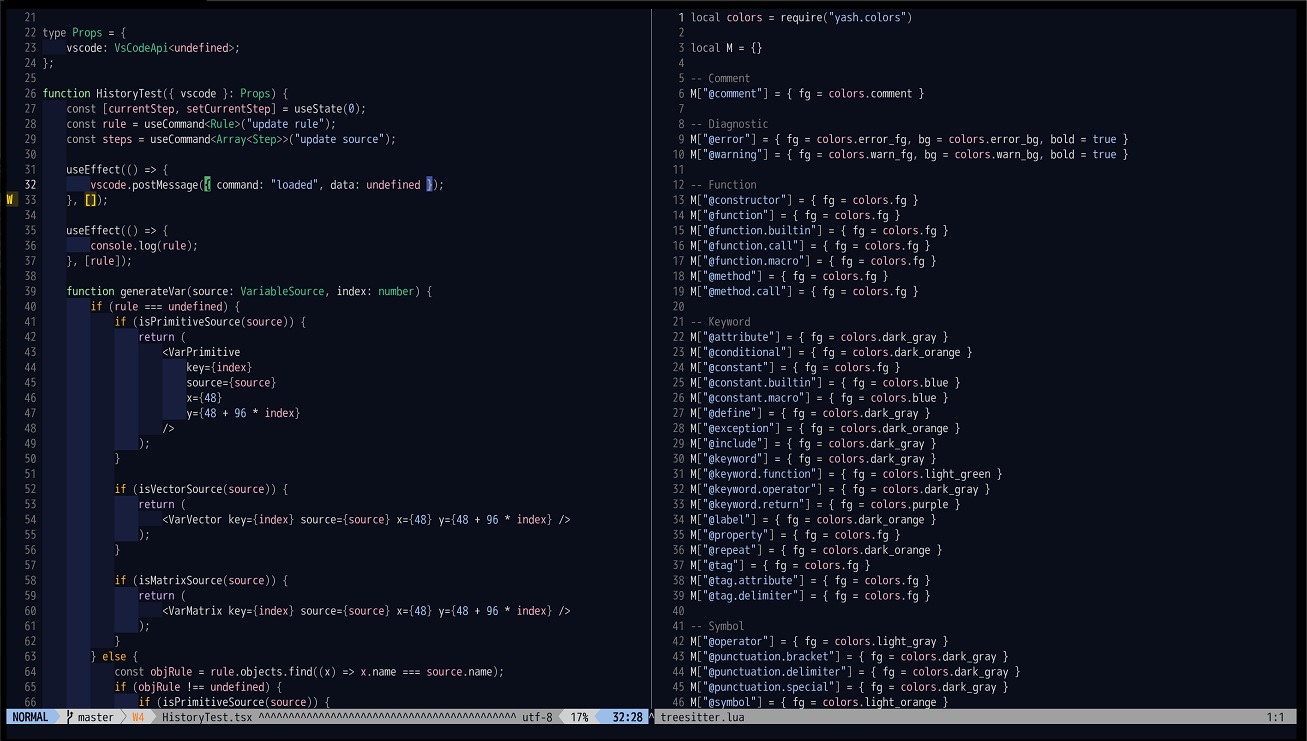 21
22 type Props = {
23     vscode: VsCodeApi<undefined>;
24 };
25
26 function HistoryTest({ vscode }: Props) {
27     const [currentStep, setCurrentStep] = useState(0);
28     const rule = useCommand<Rule>("update rule");
29     const steps = useCommand<Array<Step>>("update source");
30
31     useEffect(() => {
32         vscode.postMessage({ command: "loaded", data: undefined });
W 33     }, []);
34
35     useEffect(() => {
36         console.log(rule);
37     }, [rule]);
38
39     function generateVar(source: VariableSource, index: number) {
40         if (rule === undefined) {
41             if (isPrimitiveSource(source)) {
42                 return (
43                     <VarPrimitive
44                         key={index}
45                         source={source}
46                         x={48}
47                         y={48 + 96 * index}
48                     />
49                 );
50             }
51
52             if (isVectorSource(source)) {
53                 return (
54                     <VarVector key={index} source={source} x={48} y={48 + 96 * index} />
55                 );
56             }
57
58             if (isMatrixSource(source)) {
59                 return (
60                     <VarMatrix key={index} source={source} x={48} y={48 + 96 * index} />
61                 );
62             }
63         } else {
64             const objRule = rule.objects.find((x) => x.name === source.name);
65             if (objRule !== undefined) {
66                 if (isPrimitiveSource(source)) {
NORMAL master W4 HistoryTest.tsx ^^^^^^^^^^^^^^^^^^^^^^^^^^^^^^^^^^^^^^^^^^^ utf-8 17% 32:28 ^
1 local colors = require("yash.colors")
2
3 local M = {}
4
5 -- Comment
6 M["@comment"] = { fg = colors.comment }
7
8 -- Diagnostic
9 M["@error"] = { fg = colors.error_fg, bg = colors.error_bg, bold = true }
10 M["@warning"] = { fg = colors.warn_fg, bg = colors.warn_bg, bold = true }
11
12 -- Function
13 M["@constructor"] = { fg = colors.fg }
14 M["@function"] = { fg = colors.fg }
15 M["@function.builtin"] = { fg = colors.fg }
16 M["@function.call"] = { fg = colors.fg }
17 M["@function.macro"] = { fg = colors.fg }
18 M["@method"] = { fg = colors.fg }
19 M["@method.call"] = { fg = colors.fg }
20
21 -- Keyword
22 M["@attribute"] = { fg = colors.dark_gray }
23 M["@conditional"] = { fg = colors.dark_orange }
24 M["@constant"] = { fg = colors.fg }
25 M["@constant.builtin"] = { fg = colors.blue }
26 M["@constant.macro"] = { fg = colors.blue }
27 M["@define"] = { fg = colors.dark_gray }
28 M["@exception"] = { fg = colors.dark_orange }
29 M["@include"] = { fg = colors.dark_gray }
30 M["@keyword"] = { fg = colors.dark_gray }
31 M["@keyword.function"] = { fg = colors.light_green }
32 M["@keyword.operator"] = { fg = colors.dark_gray }
33 M["@keyword.return"] = { fg = colors.purple }
34 M["@label"] = { fg = colors.dark_orange }
35 M["@property"] = { fg = colors.fg }
36 M["@repeat"] = { fg = colors.dark_orange }
37 M["@tag"] = { fg = colors.fg }
38 M["@tag.attribute"] = { fg = colors.fg }
39 M["@tag.delimiter"] = { fg = colors.fg }
40
41 -- Symbol
42 M["@operator"] = { fg = colors.light_gray }
43 M["@punctuation.bracket"] = { fg = colors.dark_gray }
44 M["@punctuation.delimiter"] = { fg = colors.dark_gray }
45 M["@punctuation.special"] = { fg = colors.dark_gray }
46 M["@symbol"] = { fg = colors.light_orange }
treesitter.lua 1:1